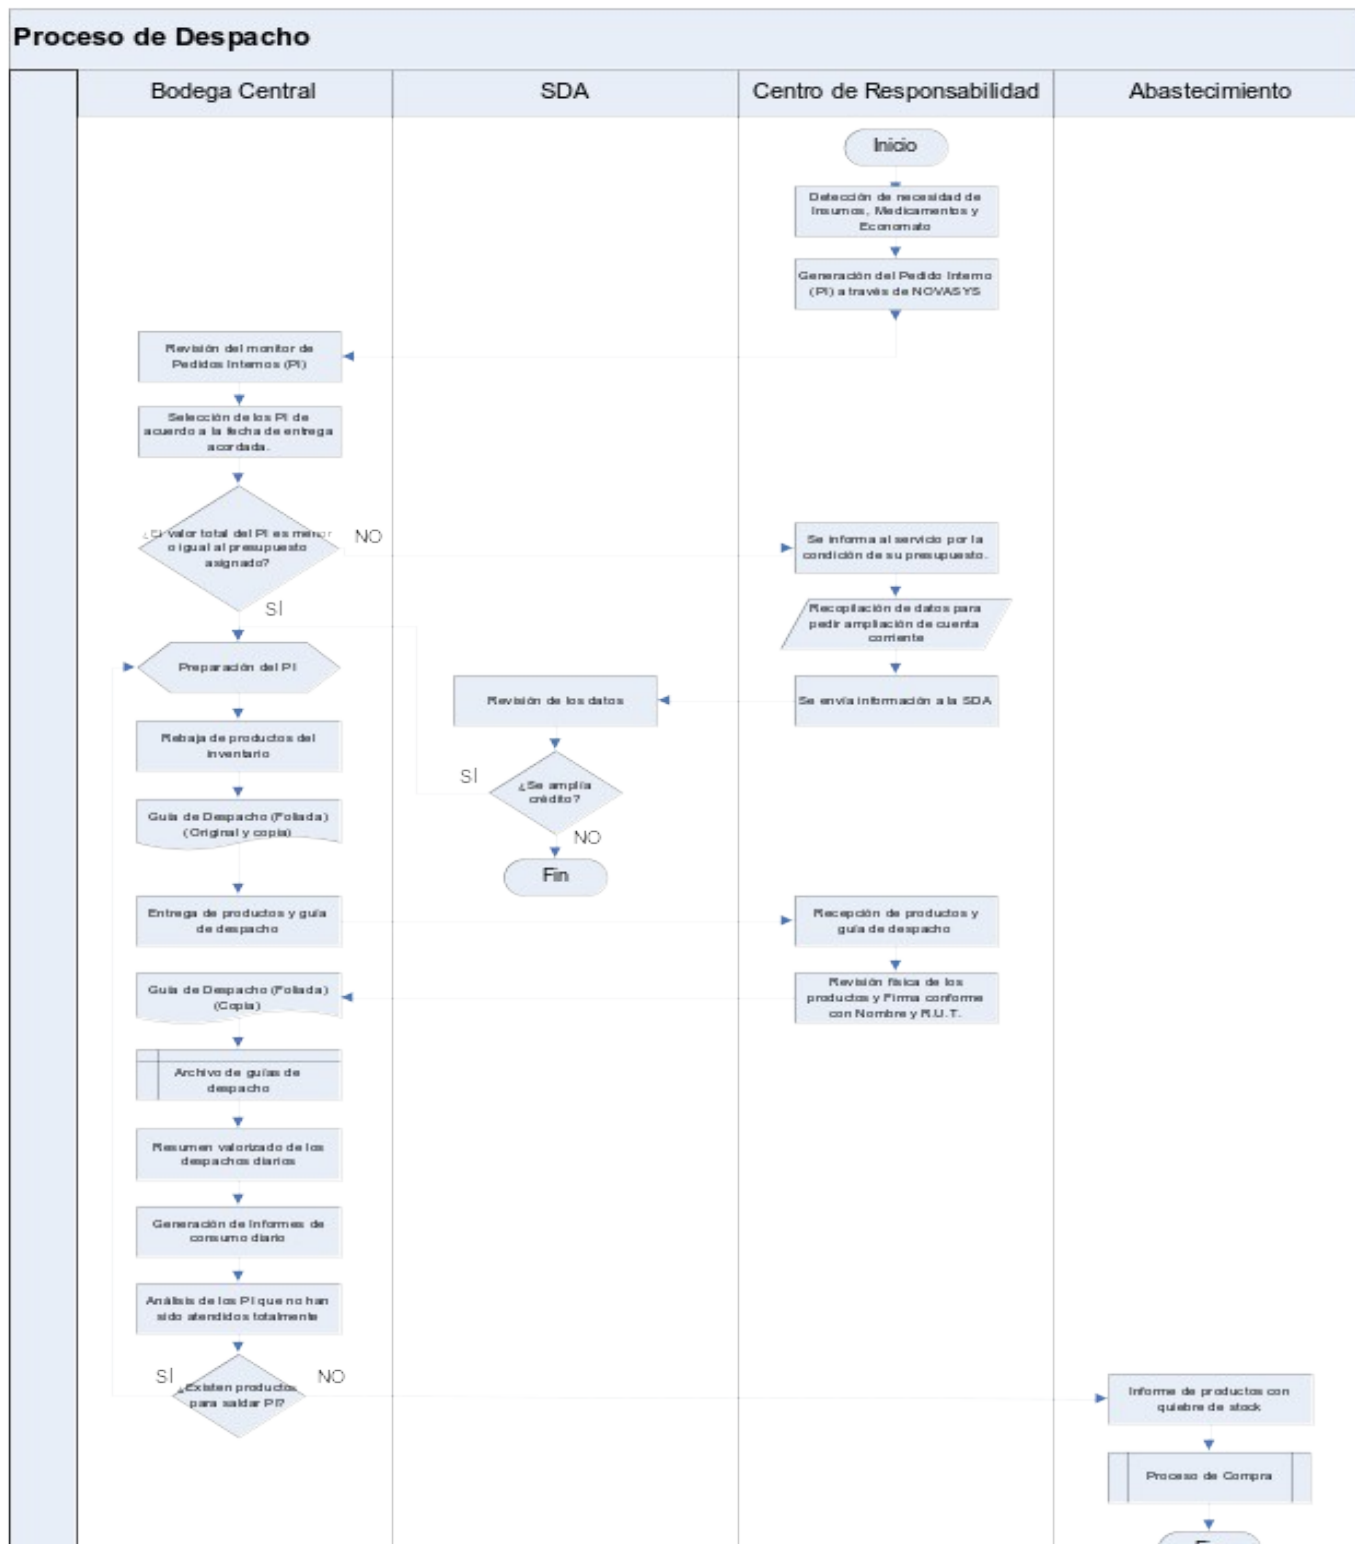 Proceso de Despacho
Bodega Central
SDA
Centro de Responsabilidad
Abastecimiento
Inicio
Detección de necesidad de
Insumos, Medicamentos y
Economato
Generación del Pedido Interno
(PI) a través de NOVASYS
Revisión del monitor de
Pedidos Internos (PI)
Selección de los PI de
acuerdo a la fecha de entrega
acordada.
¿El valor total del PI es menor
o igual al presupuesto
asignado?
NO
SÍ
Se informa al servicio por la
condición de su presupuesto.
Recopilación de datos para
pedir ampliación de cuenta
corriente
Se envía información a la SDA
Revisión de los datos
¿Se amplía
crédito?
SÍ
NO
Fin
Preparación del PI
Rebaja de productos del
inventario
Guía de Despacho (Foliada)
(Original y copia)
Entrega de productos y guía
de despacho
Recepción de productos y
guía de despacho
Revisión física de los
productos y Firma conforme
con Nombre y R.U.T.
Guía de Despacho (Foliada)
(Copia)
Archivo de guías de
despacho
Resumen valorizado de los
despachos diarios
Generación de Informes de
consumo diario
Análisis de los PI que no han
sido atendidos totalmente
SÍ
NO
¿Existen productos
para saldar PI?
Informe de productos con
quiebre de stock
Proceso de Compra